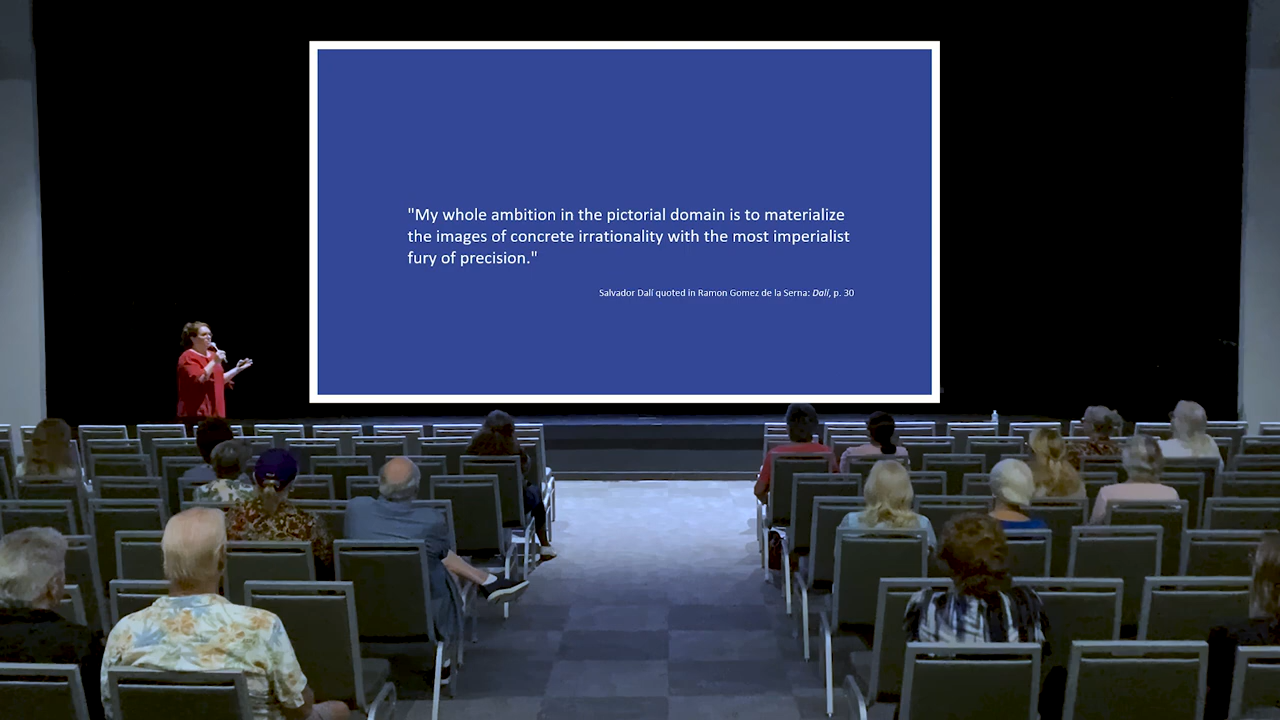 "My whole ambition in the pictorial domain is to materialize
the images of concrete irrationality with the most imperialist
fury of precision."
Salvador Dalí quoted in Ramon Gomez de la Serna: Dalí, p. 30